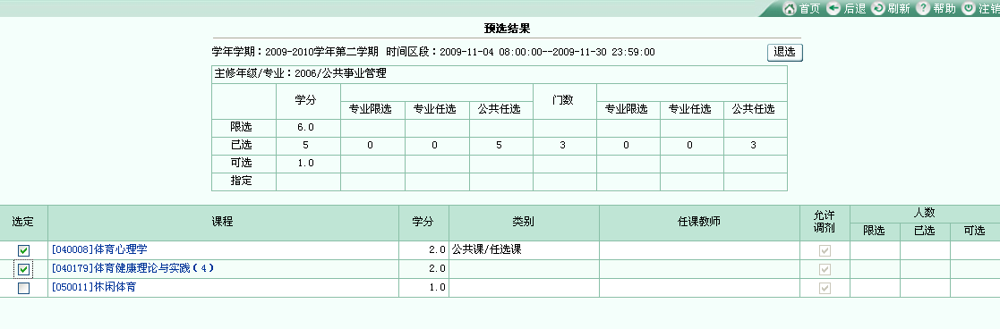 首页 后退 刷新 帮助 注销
预选结果
学年学期：2009-2010学年第二学期 时间区段：2009-11-04 08:00:00--2009-11-30 23:59:00 退选
主修年级/专业：2006/公共事业管理
学分 门数
专业限选 专业任选 公共任选 专业限选 专业任选 公共任选
限选 6.0
已选 5 0 0 5 3 0 0 3
可选 1.0
指定
选定 课程 学分 类别 任课教师 允许调剂 人数
限选 已选 可选
[040008]体育心理学 2.0 公共课/任选课
[040179]体育健康理论与实践(4) 2.0
[050011]休闲体育 1.0